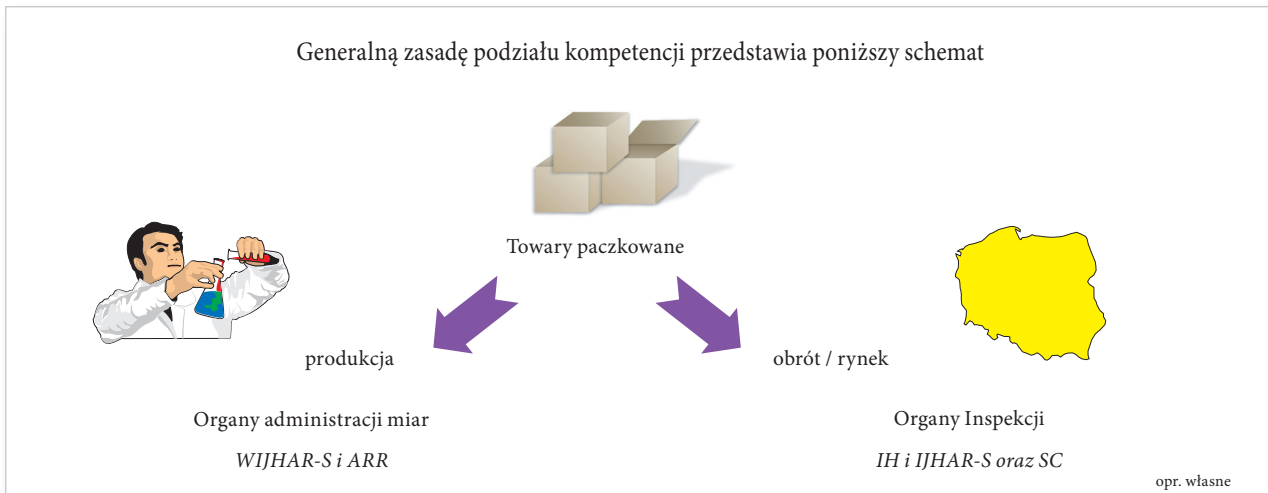 Generalną zasadę podziału kompetencji przedstawia poniższy schemat
Towary paczkowane
produkcja
obrót / rynek
Organy administracji miar
Organy Inspekcji
WIJHAR-S i ARR
IH i IJHAR-S oraz SC
opr. własne